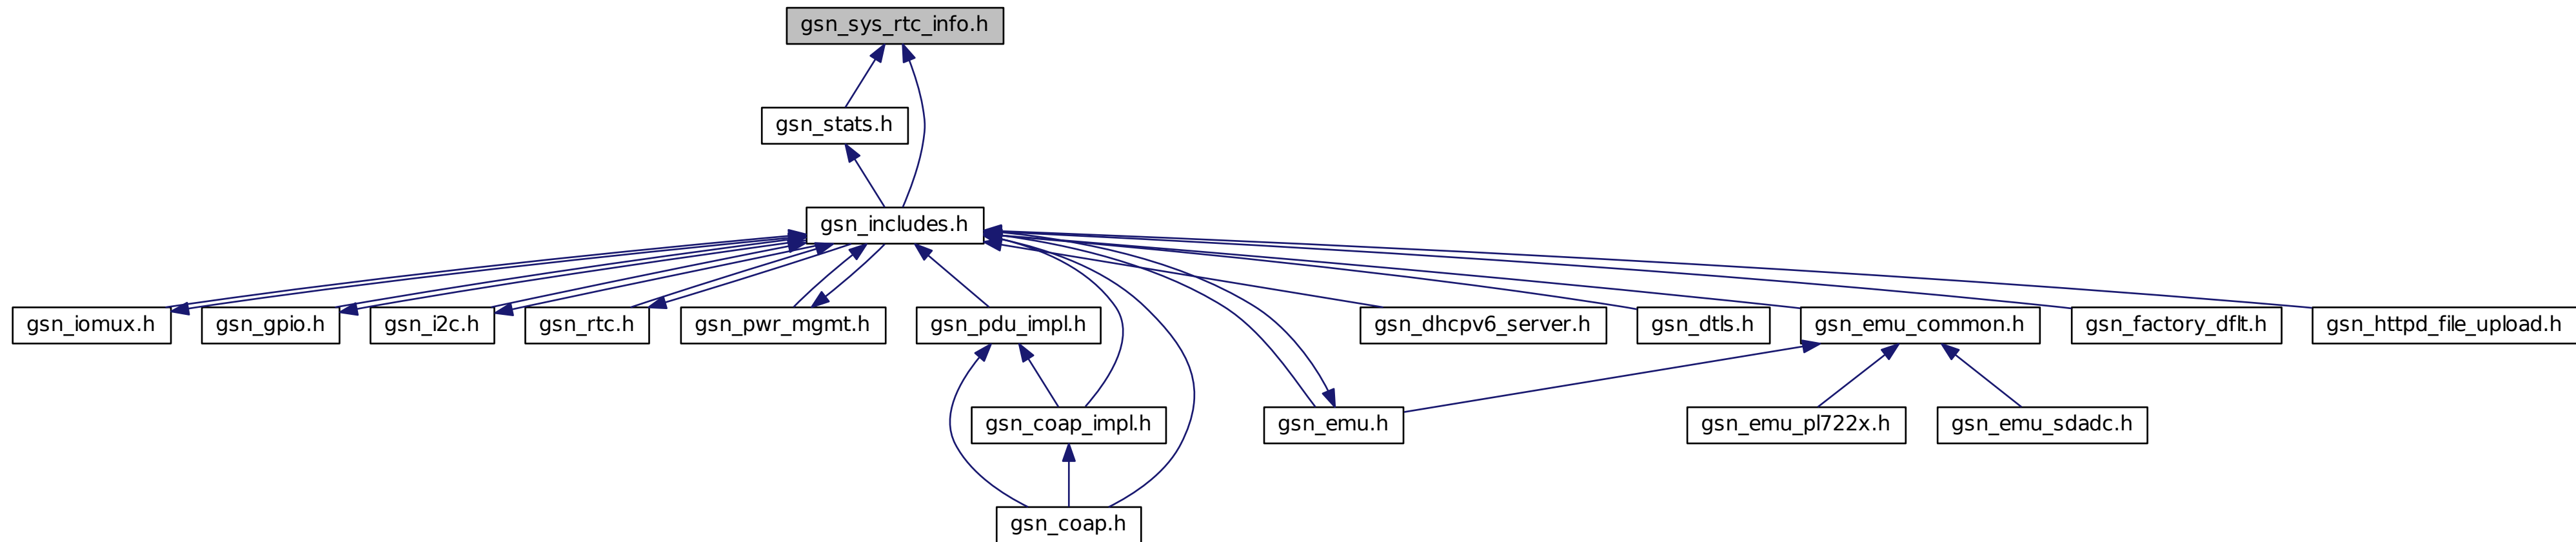 gsn_sys_rtc_info.h
gsn_stats.h
gsn_includes.h
gsn_iomux.h
gsn_gpio.h
gsn_i2c.h
gsn_rtc.h
gsn_pwr_mgmt.h
gsn_pdu_impl.h
gsn_dhcpv6_server.h
gsn_dtls.h
gsn_emu_common.h
gsn_factory_dflt.h
gsn_httpd_file_upload.h
gsn_coap_impl.h
gsn_emu.h
gsn_emu_pl722x.h
gsn_emu_sdadc.h
gsn_coap.h